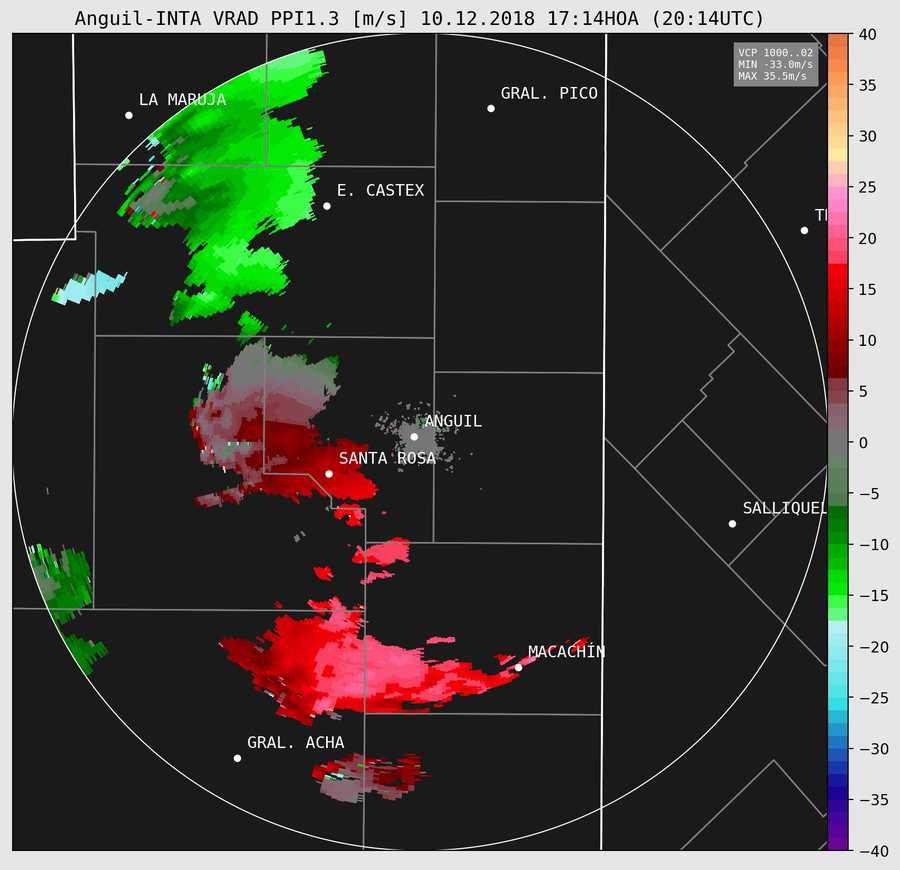 Anguil-INTA VRAD PPI1.3 [m/s] 10.12.2018 17:14HOA (20:14UTC)
VCP 1000..02
MIN -33.0m/s
MAX 35.5m/s
LA MARUJA
GRAL. PICO
E. CASTEX
ANGUIL
SANTA ROSA
SALLIQUEL
MACACHÍN
GRAL. ACHA
40
35
30
25
20
15
10
5
0
−5
−10
−15
−20
−25
−30
−35
−40